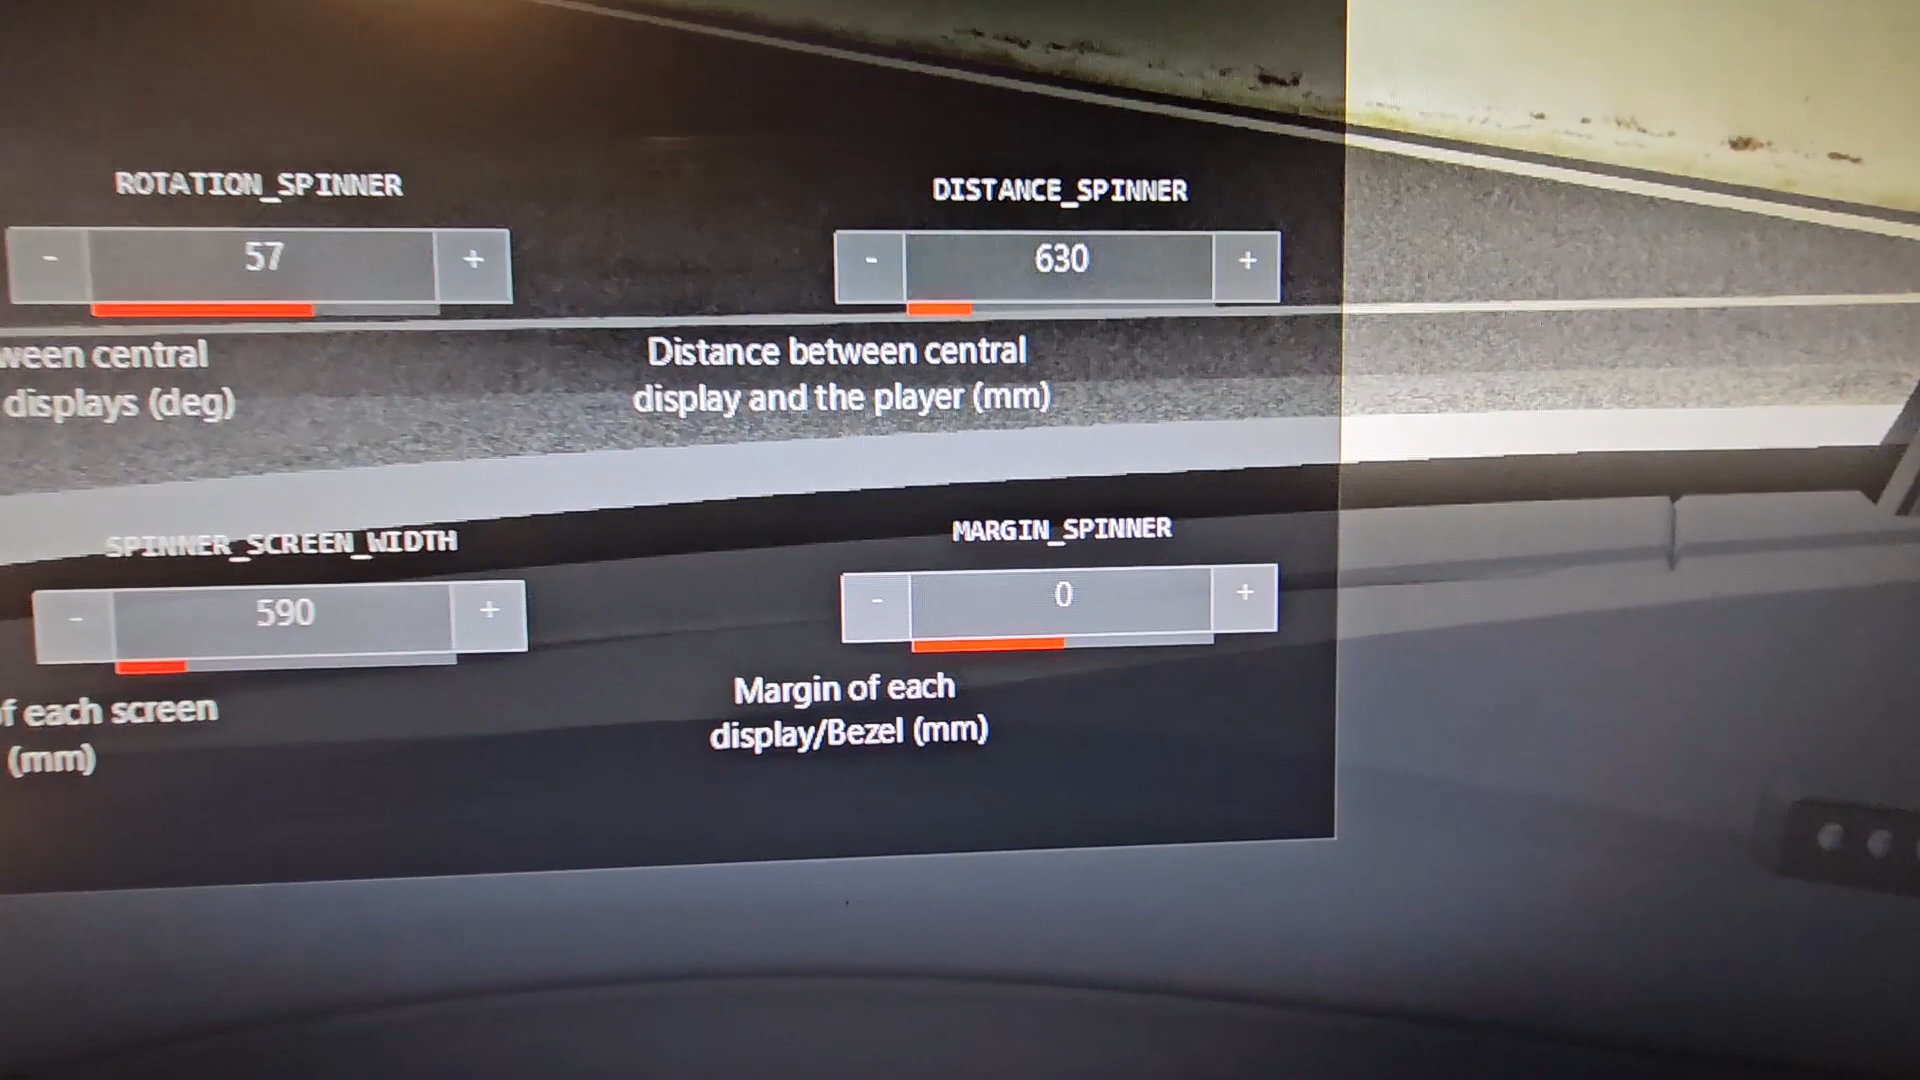 ROTATION_SPINNER
- 57 +
ween central
displays (deg)
DISTANCE_SPINNER
- 630 +
Distance between central
display and the player (mm)
SPINNER_SCREEN_WIDTH
- 590 +
of each screen
(mm)
MARGIN_SPINNER
- 0 +
Margin of each
display/Bezel (mm)